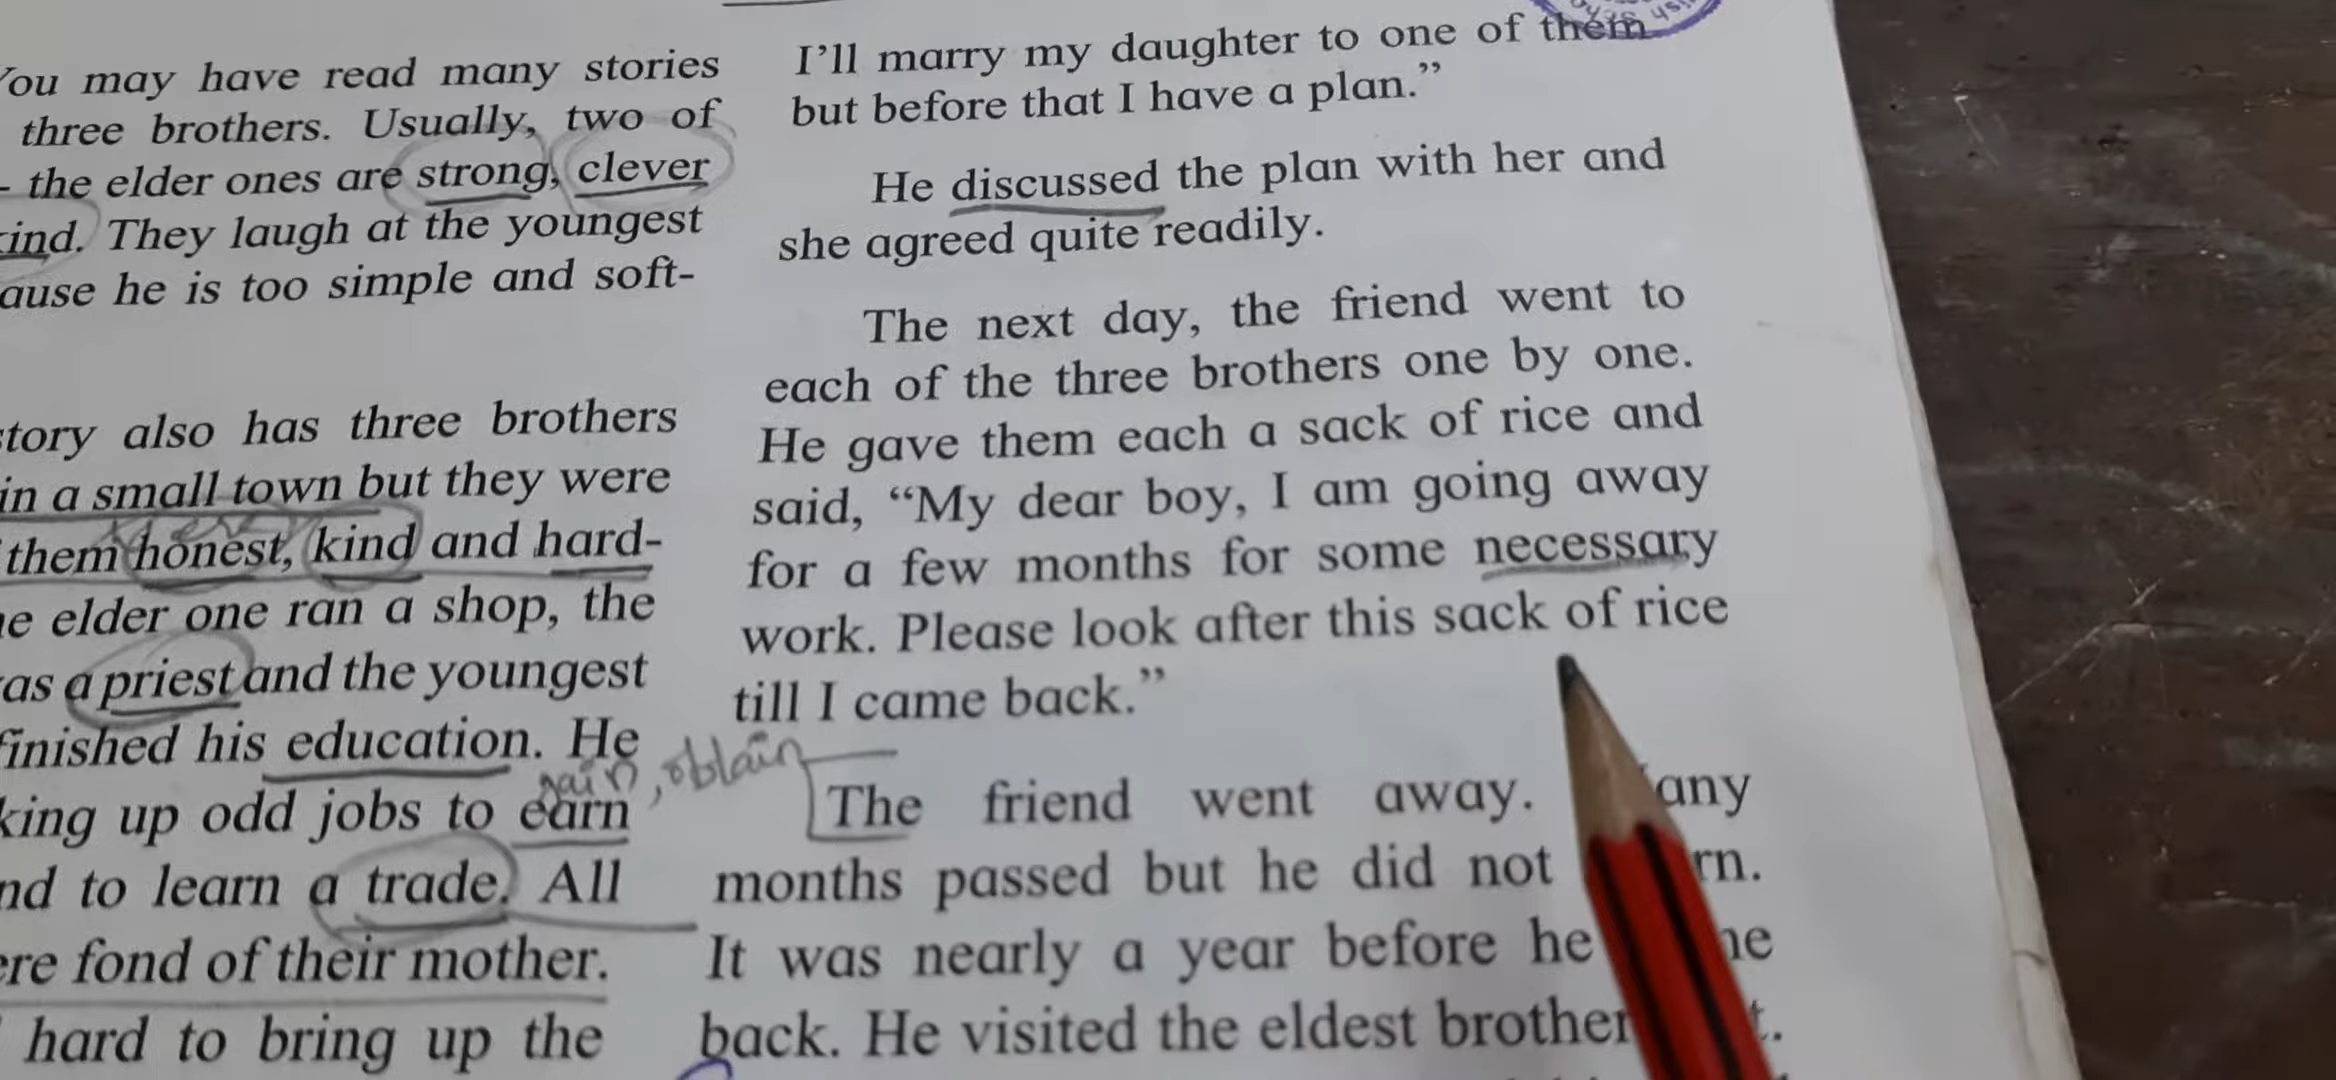 You may have read many stories
three brothers. Usually, two of
- the elder ones are strong, clever
kind. They laugh at the youngest
he is too simple and soft-
story also has three brothers
in a small town but they were
them honest, kind and hard-
elder one ran a shop, the
a priest and the youngest
finished his education. He
gain, obtain
up odd jobs to earn
to learn a trade. All
fond of their mother.
hard to bring up the
I'll marry my daughter to one of them
but before that I have a plan.”
He discussed the plan with her and
she agreed quite readily.
The next day, the friend went to
each of the three brothers one by one.
He gave them each a sack of rice and
said, “My dear boy, I am going away
for a few months for some necessary
work. Please look after this sack of rice
till I came back.”
The friend went away.
months passed but he did not
It was nearly a year before he
back. He visited the eldest brother